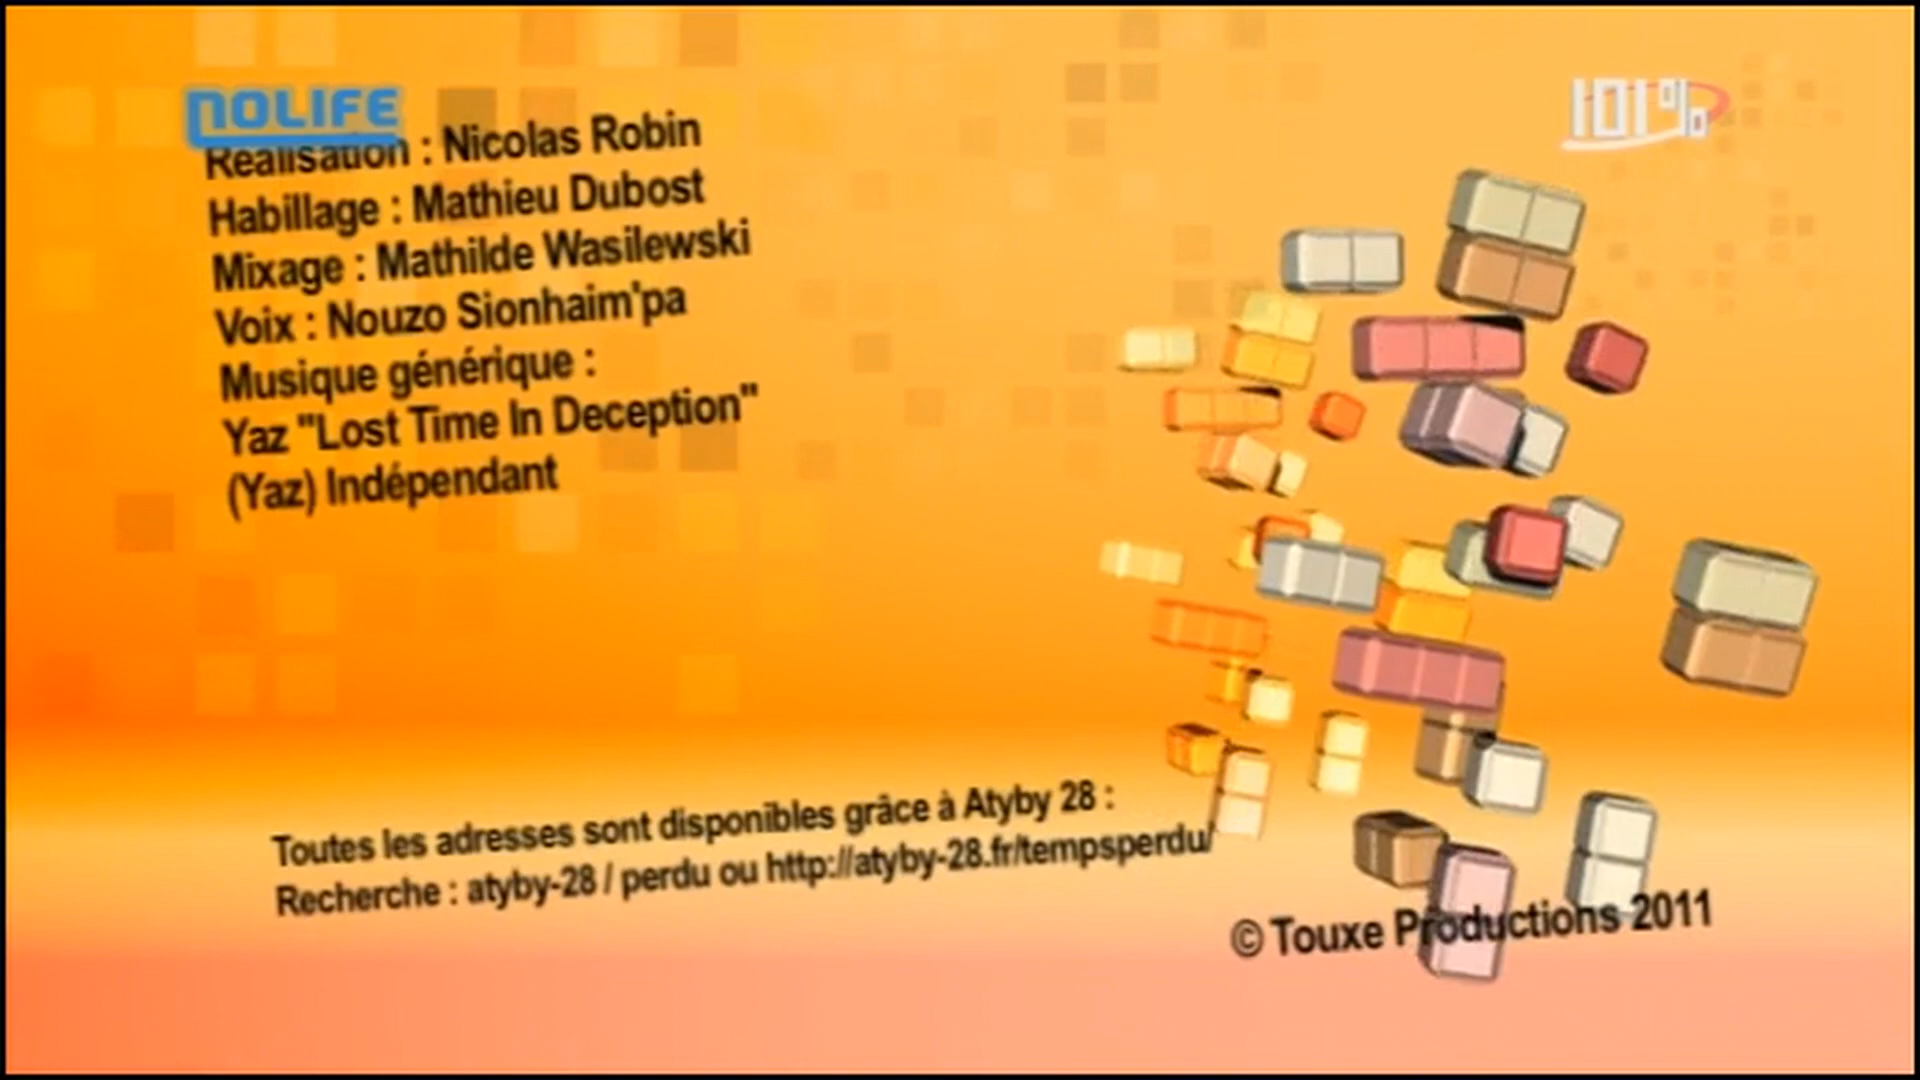 NOLIFE
101%
Réalisation : Nicolas Robin
Habillage : Mathieu Dubost
Mixage : Mathilde Wasilewski
Voix : Nouzo Sionhaim'pa
Musique générique :
Yaz "Lost Time In Deception"
(Yaz) Indépendant
Toutes les adresses sont disponibles grâce à Atyby 28 :
Recherche : atyby-28 / perdu ou http://atyby-28.fr/tempsperdu/
© Touxe Productions 2011